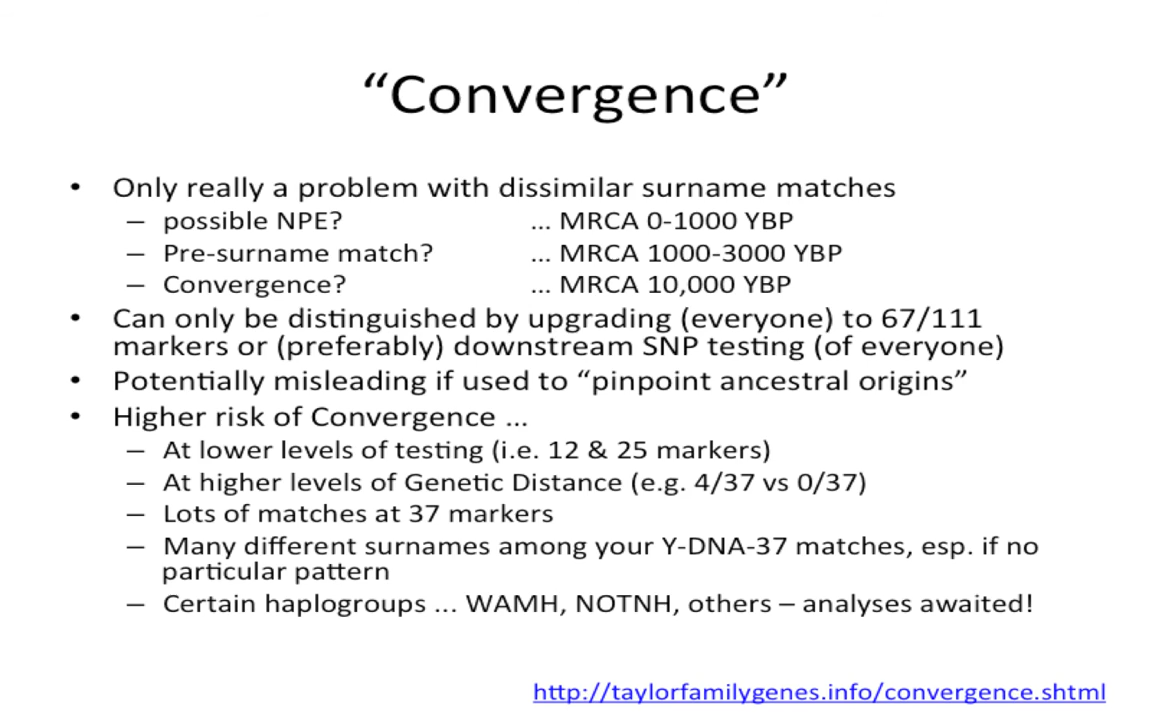 “Convergence”
• Only really a problem with dissimilar surname matches
– possible NPE? ... MRCA 0-1000 YBP
– Pre-surname match? ... MRCA 1000-3000 YBP
– Convergence? ... MRCA 10,000 YBP
• Can only be distinguished by upgrading (everyone) to 67/111
markers or (preferably) downstream SNP testing (of everyone)
• Potentially misleading if used to “pinpoint ancestral origins”
• Higher risk of Convergence ...
– At lower levels of testing (i.e. 12 & 25 markers)
– At higher levels of Genetic Distance (e.g. 4/37 vs 0/37)
– Lots of matches at 37 markers
– Many different surnames among your Y-DNA-37 matches, esp. if no
particular pattern
– Certain haplogroups ... WAMH, NOTNH, others – analyses awaited!
http://taylorfamilygenes.info/convergence.shtml